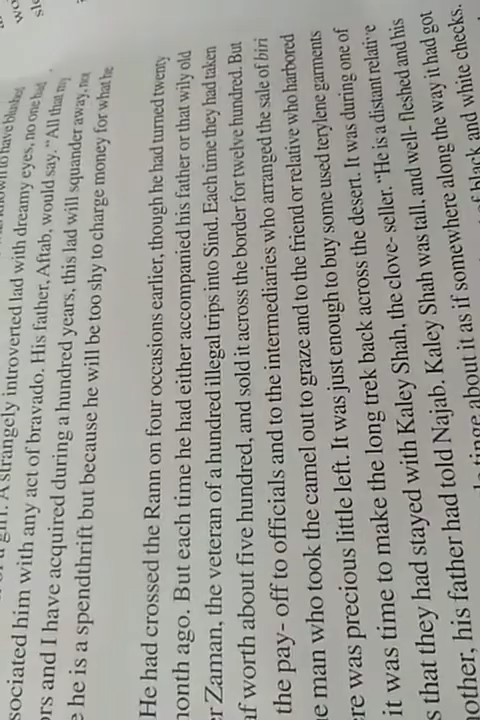 wo
sle
known to have blanket
of a girl. A strangely introverted lad with dreamy eyes, no one had
sociated him with any act of bravado. His father, Aftab, would say. "All that my
ors and I have acquired during a hundred years, this lad will squander away, not
e he is a spendthrift but because he will be too shy to charge money for what he
He had crossed the Rann on four occasions earlier, though he had turned twenty
month ago. But each time he had either accompanied his father or that wily old
r Zaman, the veteran of a hundred illegal trips into Sind. Each time they had taken
af worth about five hundred, and sold it across the border for twelve hundred. But
the pay- off to officials and to the intermediaries who arranged the sale of biri
e man who took the camel out to graze and to the friend or relative who harbored
ere was precious little left. It was just enough to buy some used terylene garments
it was time to make the long trek back across the desert. It was during one of
s that they had stayed with Kaley Shah, the clove- seller. "He is a distant relative
nother, his father had told Najab. Kaley Shah was tall, and well- fleshed and his
tinge about it as if somewhere along the way it had got
of black and white checks.